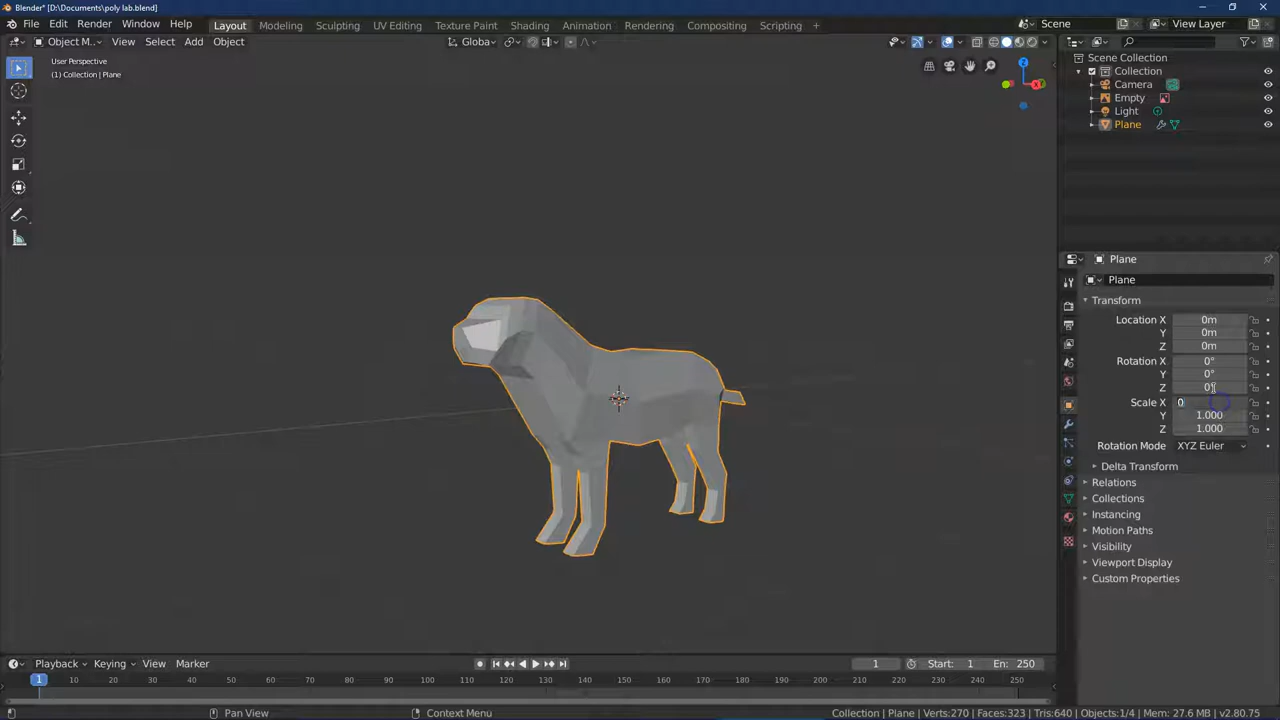 Blender* [D:\Documents\poly lab.blend]
File Edit Render Window Help Layout Modeling Sculpting UV Editing Texture Paint Shading Animation Rendering Compositing Scripting + Scene View Layer
Object M... View Select Add Object Globa
User Perspective
(1) Collection | Plane
Z
X
Scene Collection
Collection
Camera
Empty
Light
Plane
Plane
Plane
Transform
Location X 0m
Y 0m
Z 0m
Rotation X 0°
Y 0°
Z 0°
Scale X 0
Y 1.000
Z 1.000
Rotation Mode XYZ Euler
Delta Transform
Relations
Collections
Instancing
Motion Paths
Visibility
Viewport Display
Custom Properties
Playback Keying View Marker 1 Start: 1 En: 250
1 10 20 30 40 50 60 70 80 90 100 110 120 130 140 150 160 170 180 190 200 210 220 230 240 250
Pan View Context Menu Collection | Plane | Verts:270 | Faces:323 | Tris:640 | Objects:1/4 | Mem: 27.6 MB | v2.80.75